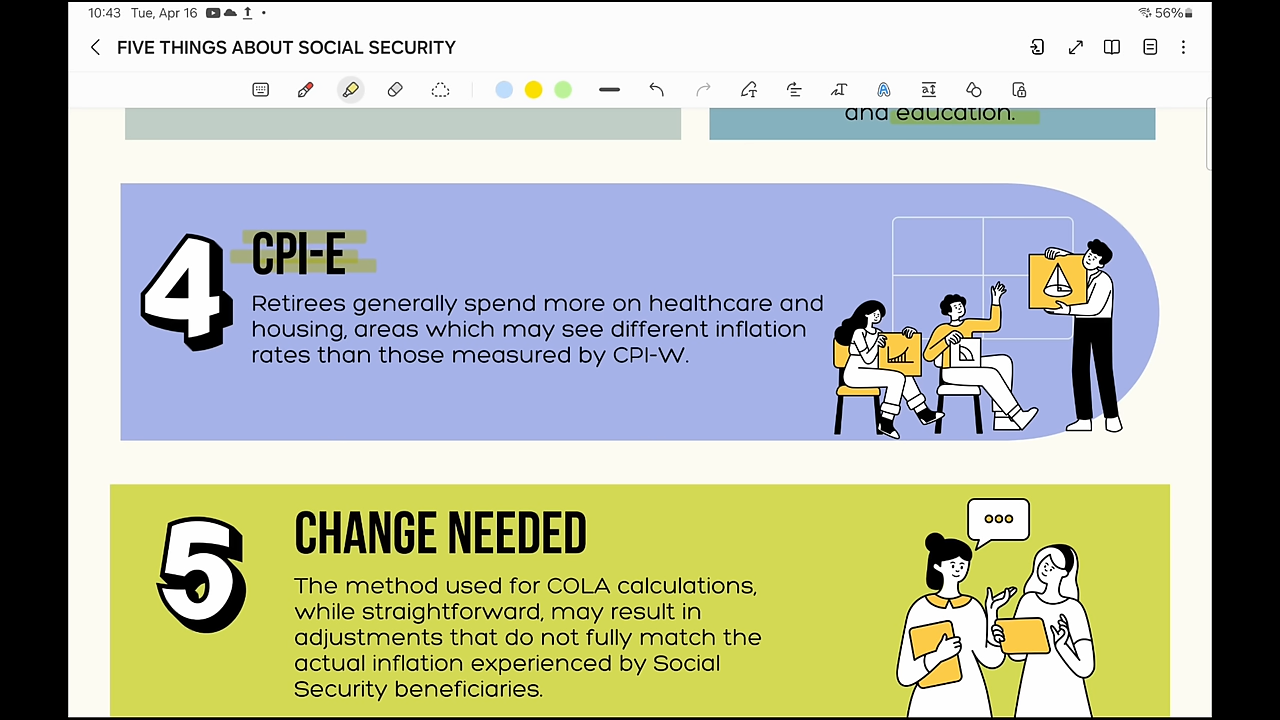 10:43 Tue, Apr 16
56%
FIVE THINGS ABOUT SOCIAL SECURITY
and education.
4
CPI-E
Retirees generally spend more on healthcare and
housing, areas which may see different inflation
rates than those measured by CPI-W.
5
CHANGE NEEDED
The method used for COLA calculations,
while straightforward, may result in
adjustments that do not fully match the
actual inflation experienced by Social
Security beneficiaries.